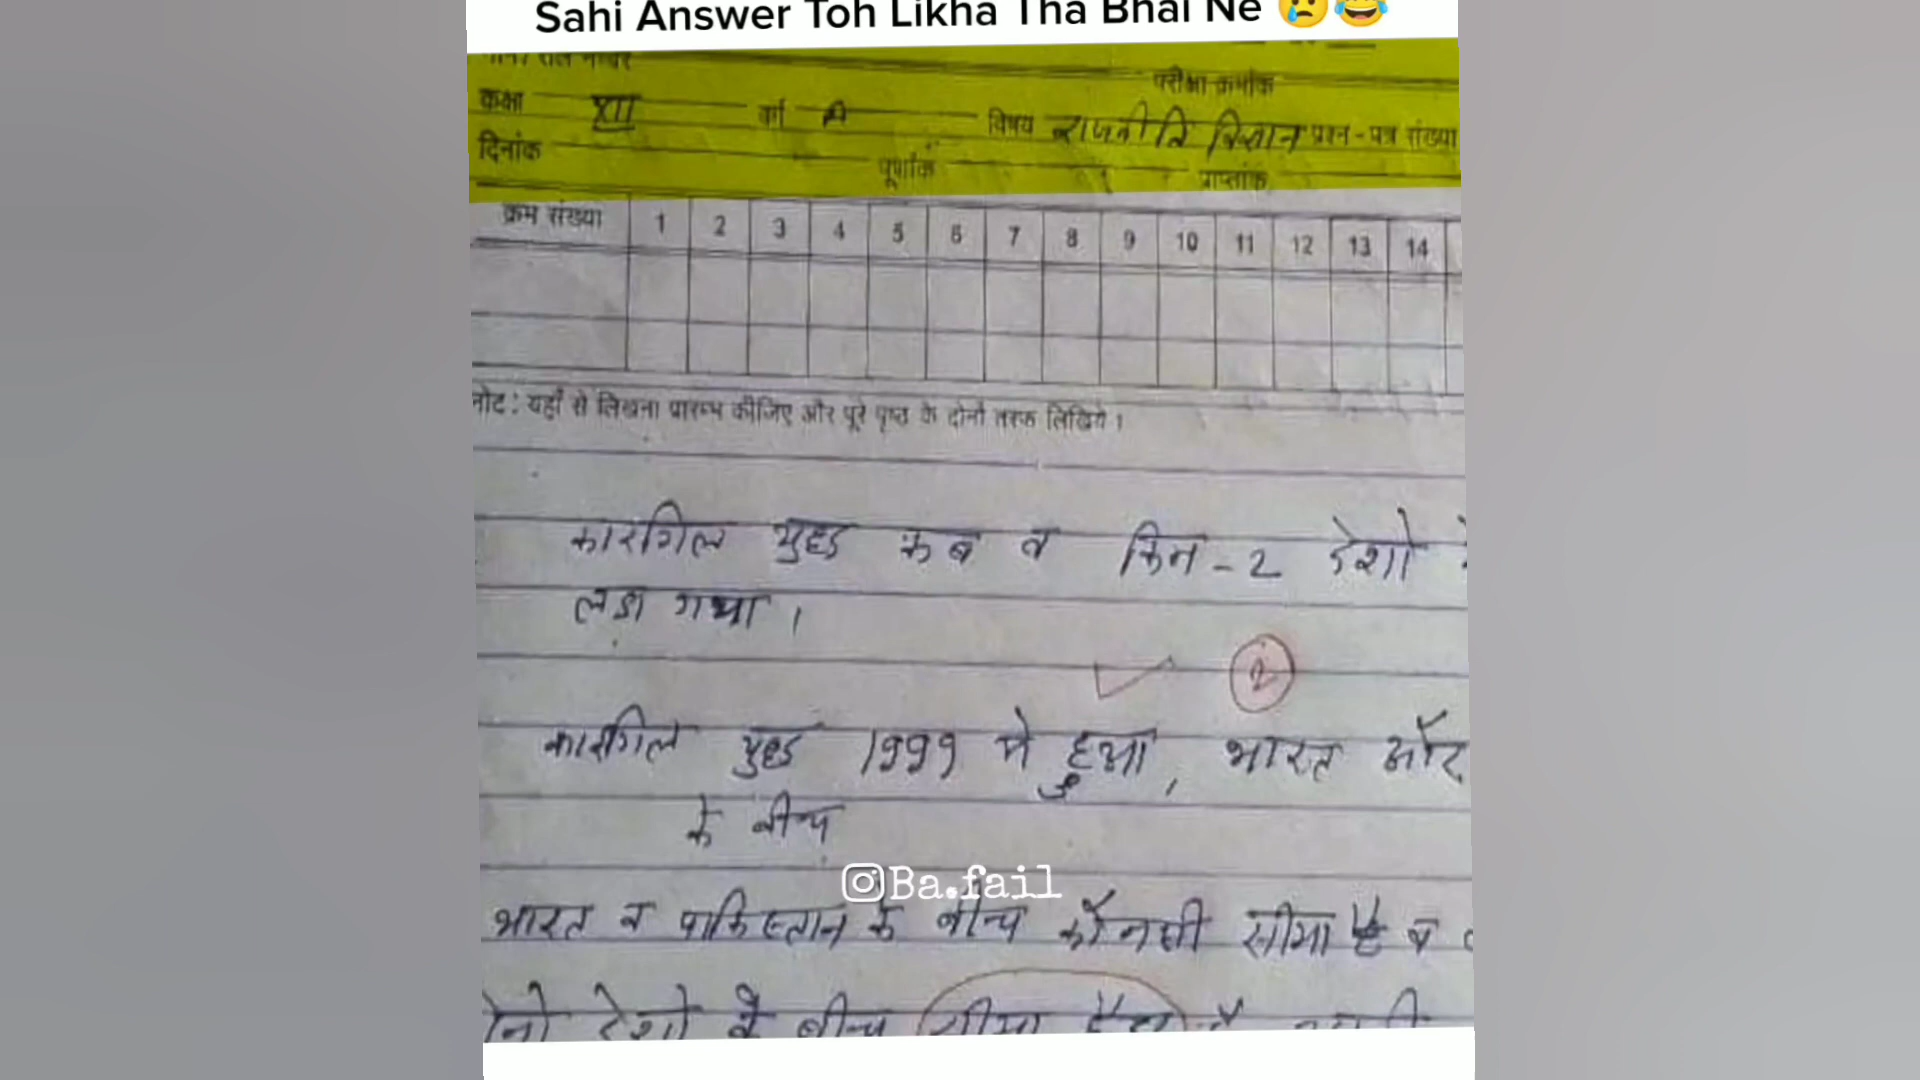 Sahi Answer Toh Likha Tha Bhai Ne 😢😂
परीक्षा क्रमांक
कक्षा XII वर्ग A विषय राजनीति विज्ञान प्रश्न-पत्र संख्या
दिनांक पूर्णांक प्राप्तांक
क्रम संख्या 1 2 3 4 5 6 7 8 9 10 11 12 13 14
नोट: यहाँ से लिखना प्रारम्भ कीजिए और पूरे पृष्ठ के दोनों तरफ लिखिये।
कारगिल युद्ध कब व किन-2 देशो
लडा गया।
2
कारगिल युद्ध 1999 मे हुआ, भारत और
के बीच
Ba.fail
भारत व पाकिस्तान के बीच कौनसी सीमा है व
दोनो देशो के बीच सीमा